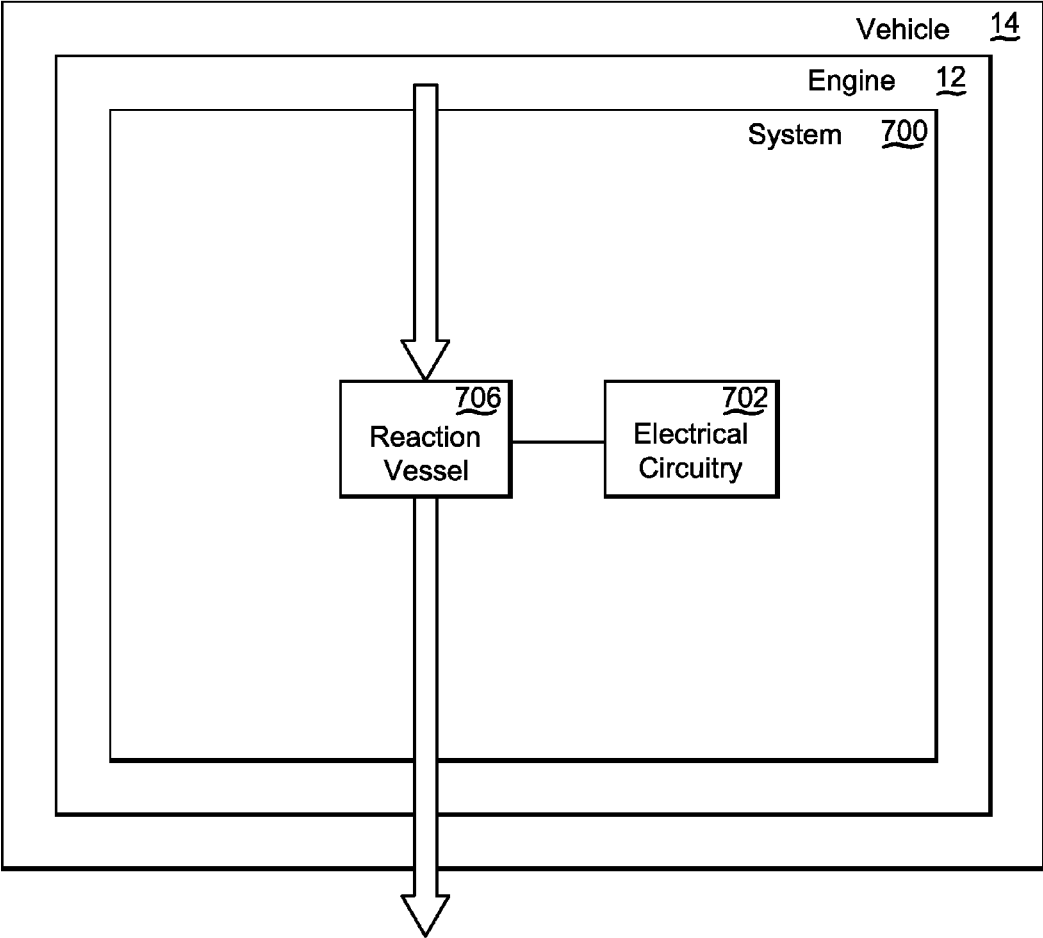 Vehicle 14
Engine 12
System 700
706
Reaction
Vessel
702
Electrical
Circuitry